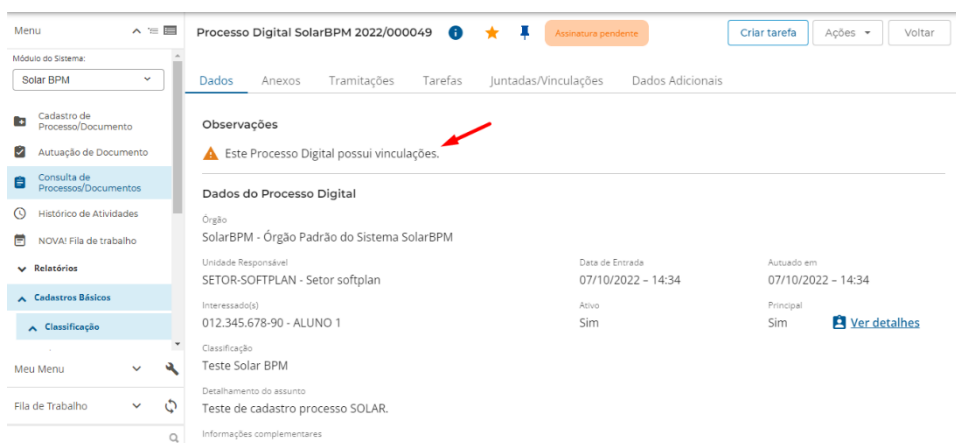 Menu
Módulo do Sistema:
Solar BPM
Cadastro de
Processo/Documento
Autuação de Documento
Consulta de
Processos/Documentos
Histórico de Atividades
NOVA! Fila de trabalho
Relatórios
Cadastros Básicos
Classificação
Meu Menu
Fila de Trabalho
Processo Digital SolarBPM 2022/000049
Assinatura pendente
Criar tarefa
Ações
Voltar
Dados Anexos Tramitações Tarefas Juntadas/Vinculações Dados Adicionais
Observações
Este Processo Digital possui vinculações.
Dados do Processo Digital
Órgão
SolarBPM - Órgão Padrão do Sistema SolarBPM
Unidade Responsável Data de Entrada Autuado em
SETOR-SOFTPLAN - Setor softplan 07/10/2022 – 14:34 07/10/2022 – 14:34
Interessado(s) Ativo Principal
012.345.678-90 - ALUNO 1 Sim Sim Ver detalhes
Classificação
Teste Solar BPM
Detalhamento do assunto
Teste de cadastro processo SOLAR.
Informações complementares